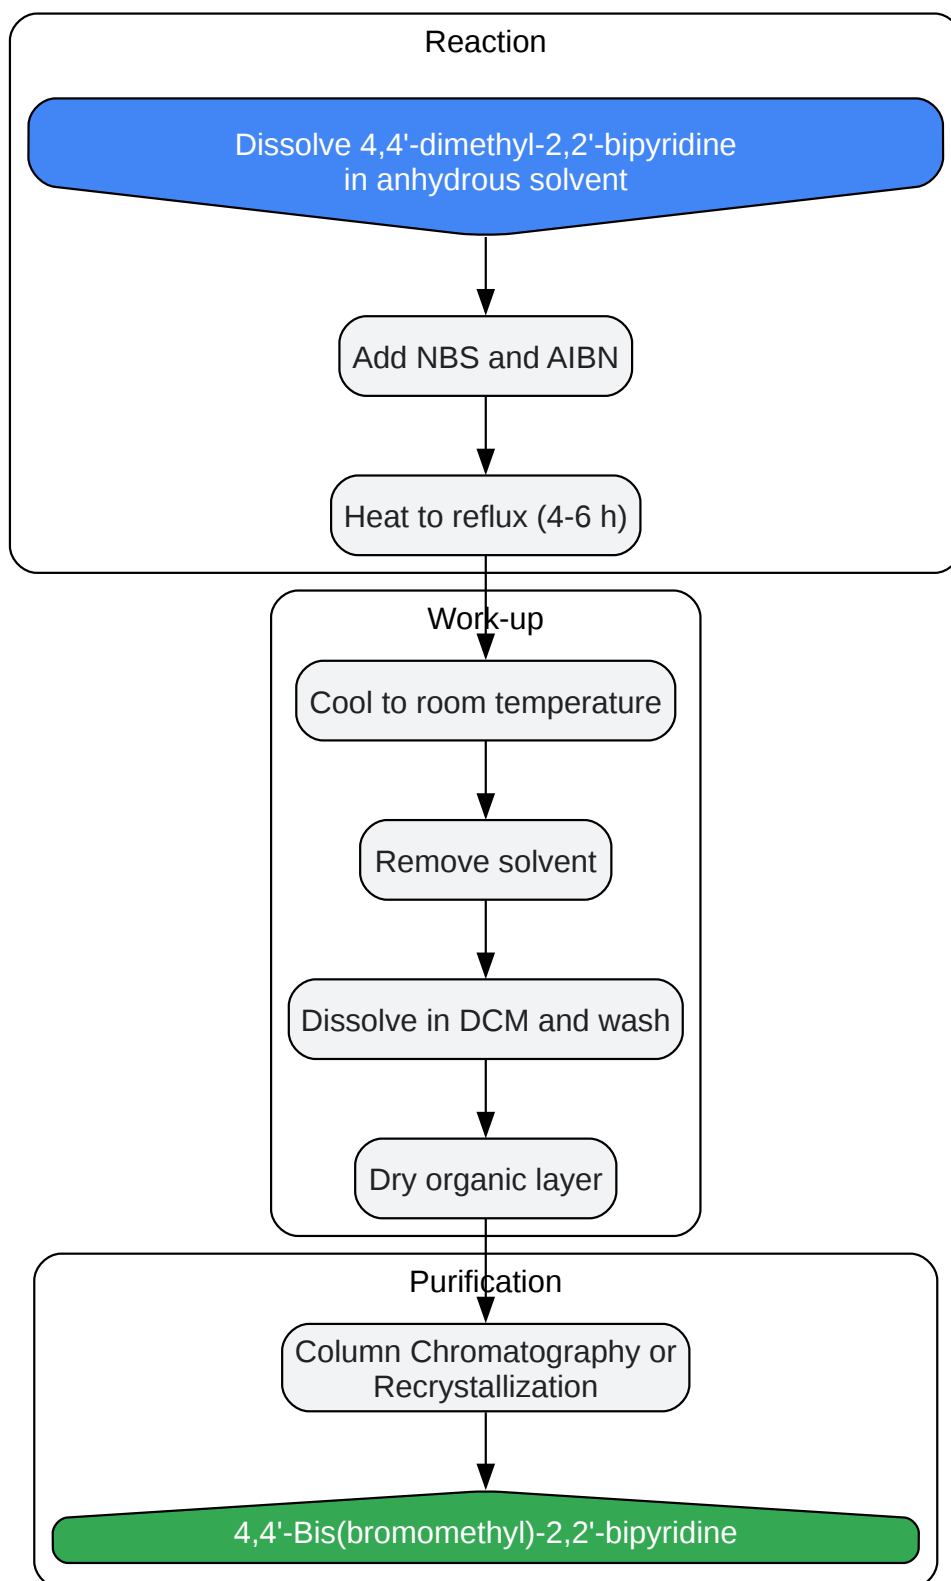 Reaction
Dissolve 4,4'-dimethyl-2,2'-bipyridine
in anhydrous solvent
Add NBS and AIBN
Heat to reflux (4-6 h)
Work-up
Cool to room temperature
Remove solvent
Dissolve in DCM and wash
Dry organic layer
Purification
Column Chromatography or
Recrystallization
4,4'-Bis(bromomethyl)-2,2'-bipyridine